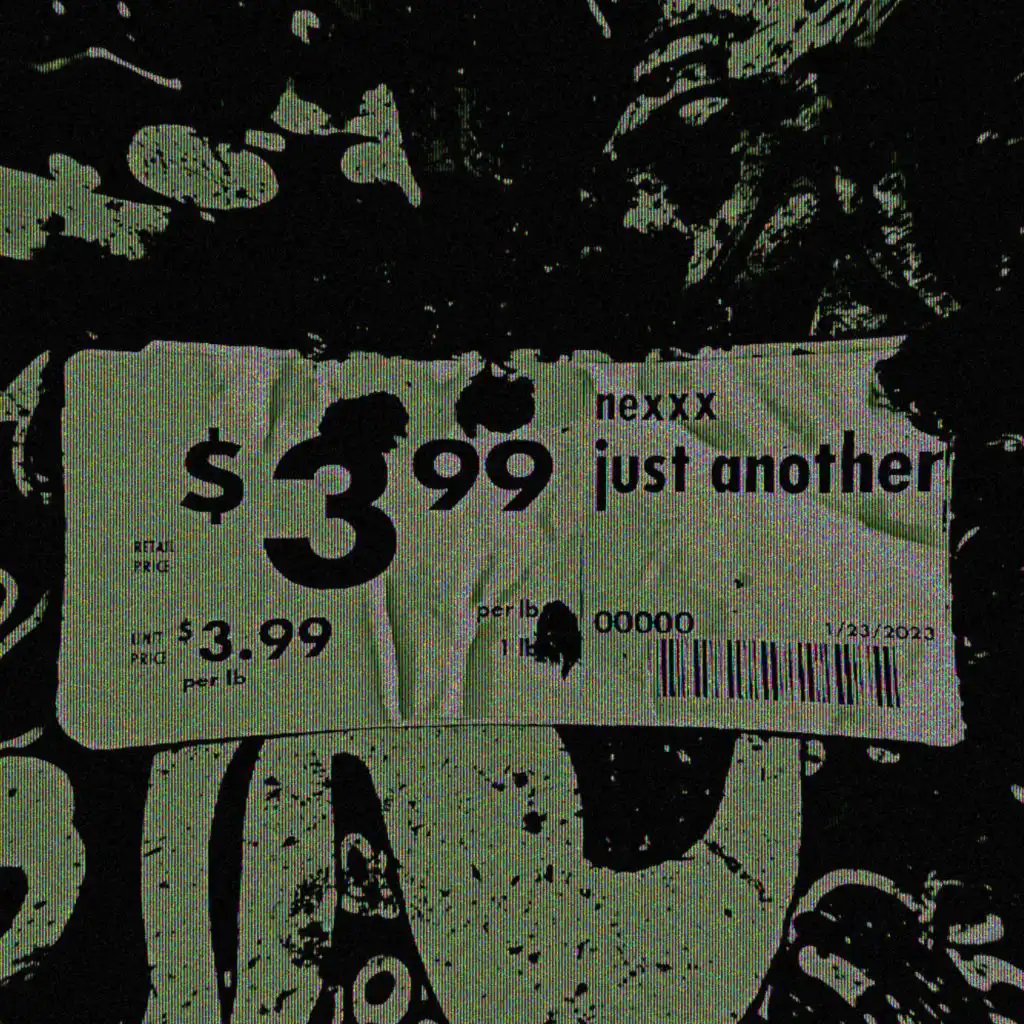 $3.99
RETAIL
PRICE
UNIT
PRICE
$3.99
per lb
per lb
1 lb
nexxx
just another
00000
1/23/2023